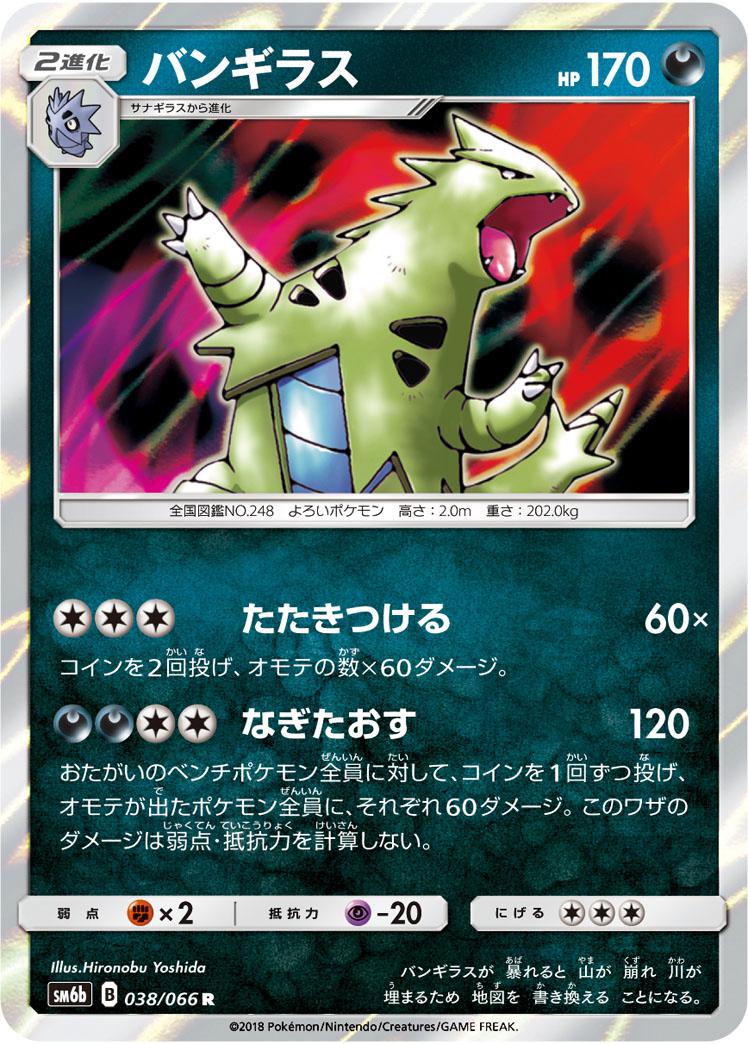 2進化 バンギラス HP 170
サナギラスから進化
全国図鑑NO.248 よろいポケモン 高さ:2.0m 重さ:202.0kg
たたきつける 60×
コインを2回投げ、オモテの数×60ダメージ。
なぎたおす 120
おたがいのベンチポケモン全員に対して、コインを1回ずつ投げ、
オモテが出たポケモン全員に、それぞれ60ダメージ。このワザの
ダメージは弱点・抵抗力を計算しない。
弱点 ×2 抵抗力 -20 にげる
Illus.Hironobu Yoshida
バンギラスが 暴れると 山が 崩れ 川が
埋まるため 地図を 書き換える ことになる。
SM6b B 038/066 R
©2018 Pokémon/Nintendo/Creatures/GAME FREAK.